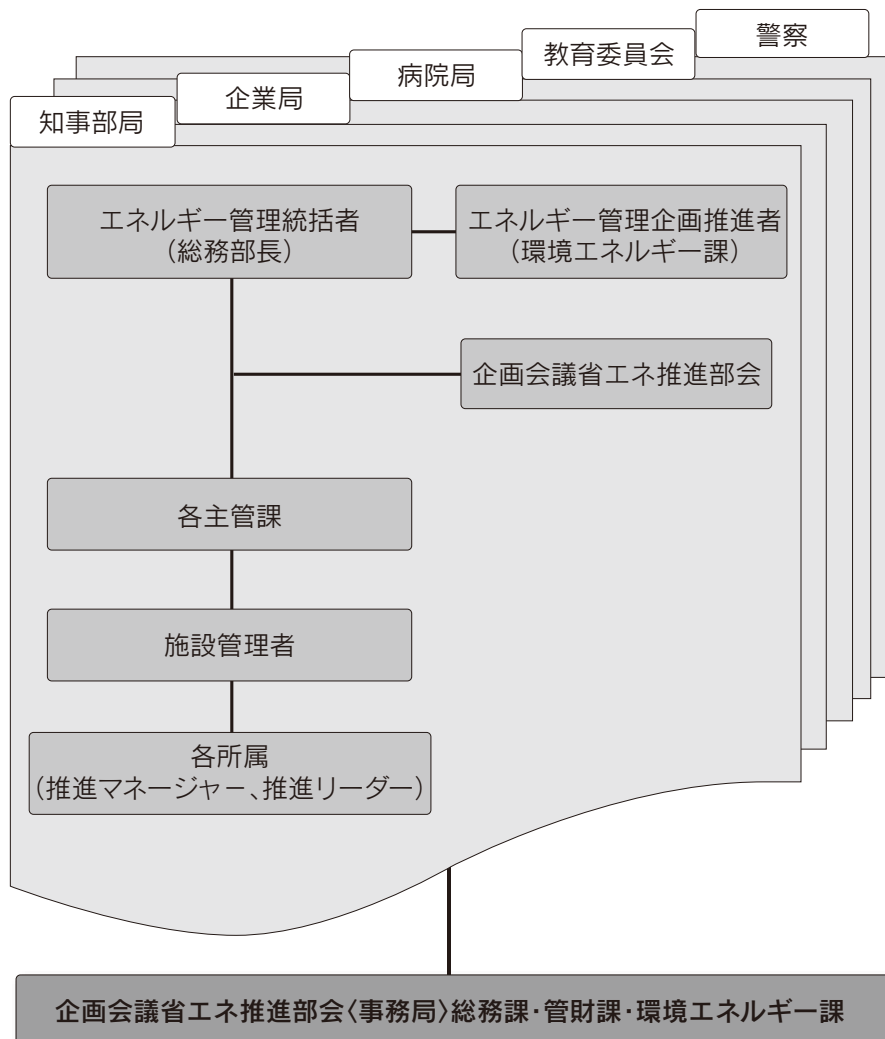 警察
教育委員会
病院局
企業局
知事部局
エネルギー管理統括者
(総務部長)
エネルギー管理企画推進者
(環境エネルギー課)
企画会議省エネ推進部会
各主管課
施設管理者
各所属
(推進マネージャー、推進リーダー)
企画会議省エネ推進部会〈事務局〉総務課・管財課・環境エネルギー課